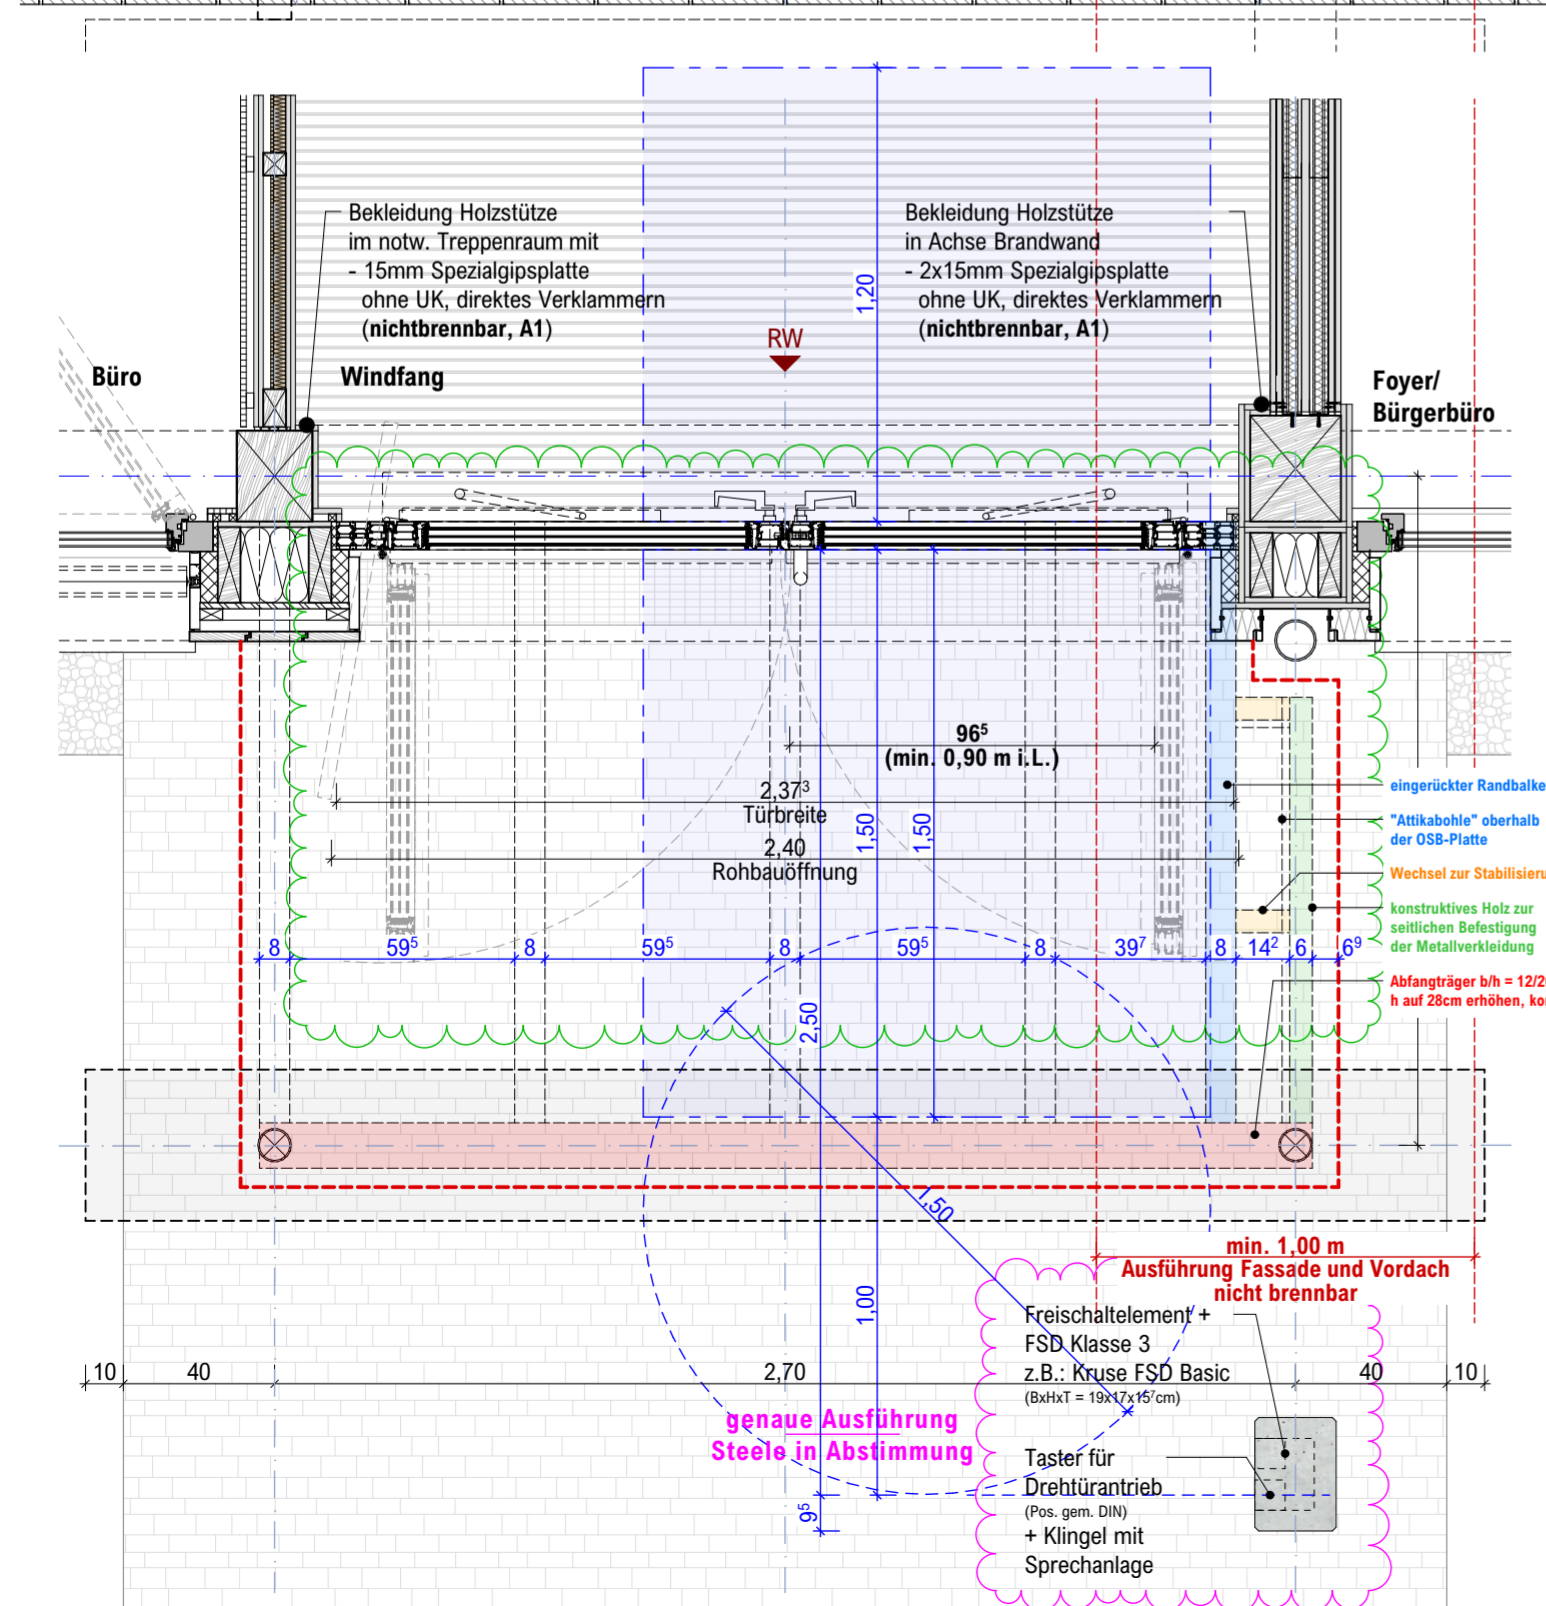 Bekleidung Holzstütze
im notw. Treppenraum mit
- 15mm Spezialgipsplatte
ohne UK, direktes Verklammern
(nichtbrennbar, A1)
Bekleidung Holzstütze
in Achse Brandwand
- 2x15mm Spezialgipsplatte
ohne UK, direktes Verklammern
(nichtbrennbar, A1)
1,20
RW
Büro
Windfang
Foyer/
Bürgerbüro
96⁵
(min. 0,90 m i.L.)
2,37³
Türbreite
2,40
Rohbauöffnung
1,50
1,50
eingerückter Randbalke
"Attikabohle" oberhalb
der OSB-Platte
Wechsel zur Stabilisieru
konstruktives Holz zur
seitlichen Befestigung
der Metallverkleidung
Abfangträger b/h = 12/2
h auf 28cm erhöhen, ko
8 59⁵ 8 59⁵ 8 59⁵ 8 39⁷ 8 14² 6 6⁹
2,50
1,50
1,00
min. 1,00 m
Ausführung Fassade und Vordach
nicht brennbar
Freischaltelement +
FSD Klasse 3
z.B.: Kruse FSD Basic
(BxHxT = 19x17x15⁷cm)
10 40 2,70 40 10
genaue Ausführung
Steele in Abstimmung
Taster für
Drehtürantrieb
(Pos. gem. DIN)
+ Klingel mit
Sprechanlage
9⁵